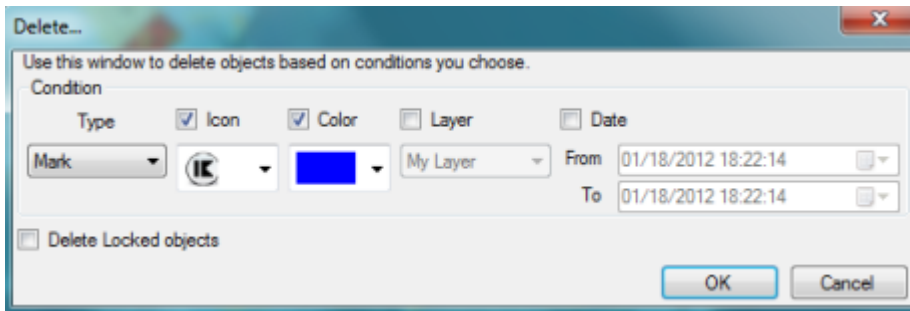 Delete...
Use this window to delete objects based on conditions you choose.
Condition
Type Icon Color Layer Date
Mark IK My Layer From 01/18/2012 18:22:14
To 01/18/2012 18:22:14
Delete Locked objects
OK Cancel